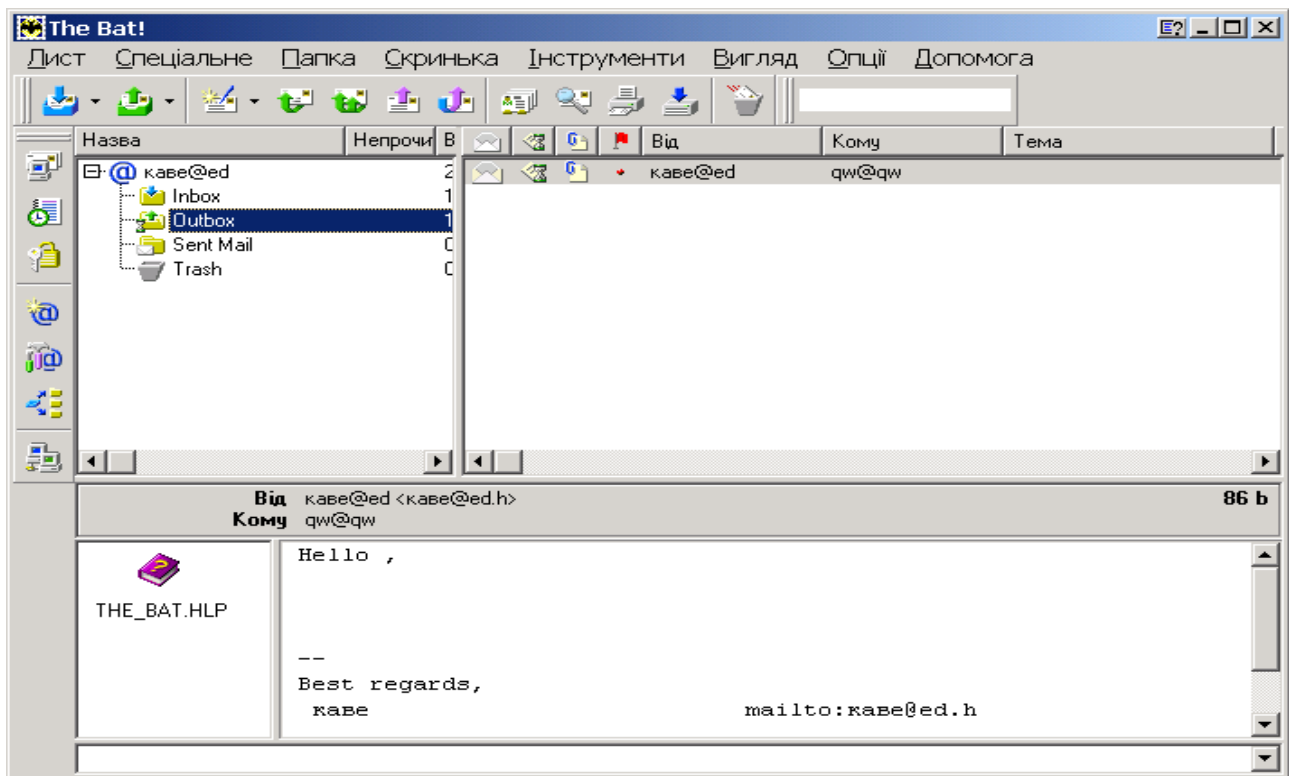 The Bat!
Лист Спеціальне Папка Скринька Інструменти Вигляд Опції Допомога
Назва Непрочи В Від Кому Тема
каве@ed 2 каве@ed qw@qw
Inbox 1
Outbox 1
Sent Mail 0
Trash 0
Від каве@ed <каве@ed.h> 86 b
Кому qw@qw
Hello ,
THE_BAT.HLP
--
Best regards,
каве mailto:каве@ed.h